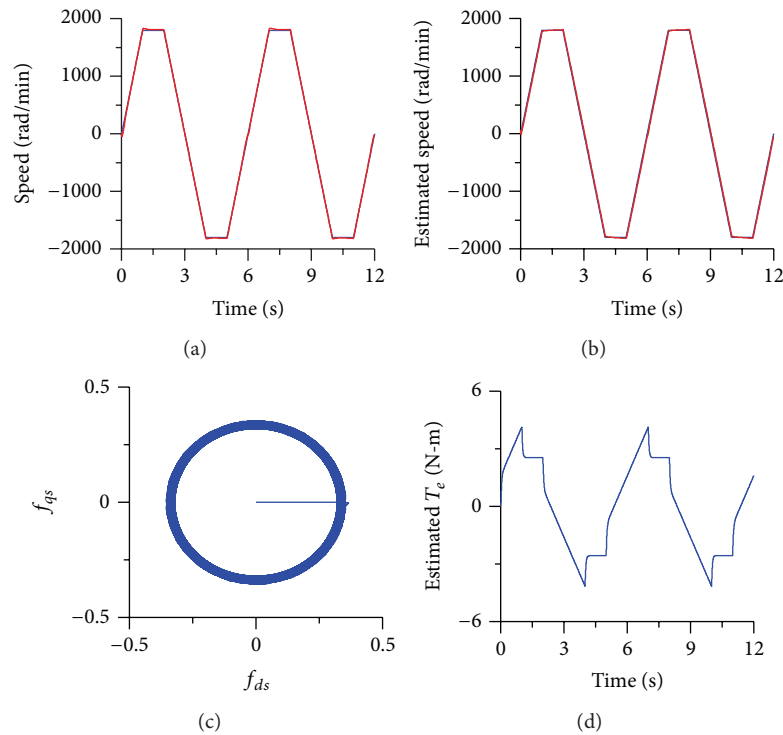 2000
1000
0
−1000
−2000
Speed (rad/min)
0 3 6 9 12
Time (s)
(a)
2000
1000
0
−1000
−2000
Estimated speed (rad/min)
0 3 6 9 12
Time (s)
(b)
0.5
0
−0.5
f_qs
−0.5 0 0.5
f_ds
(c)
6
0
−6
Estimated T_e (N-m)
0 3 6 9 12
Time (s)
(d)